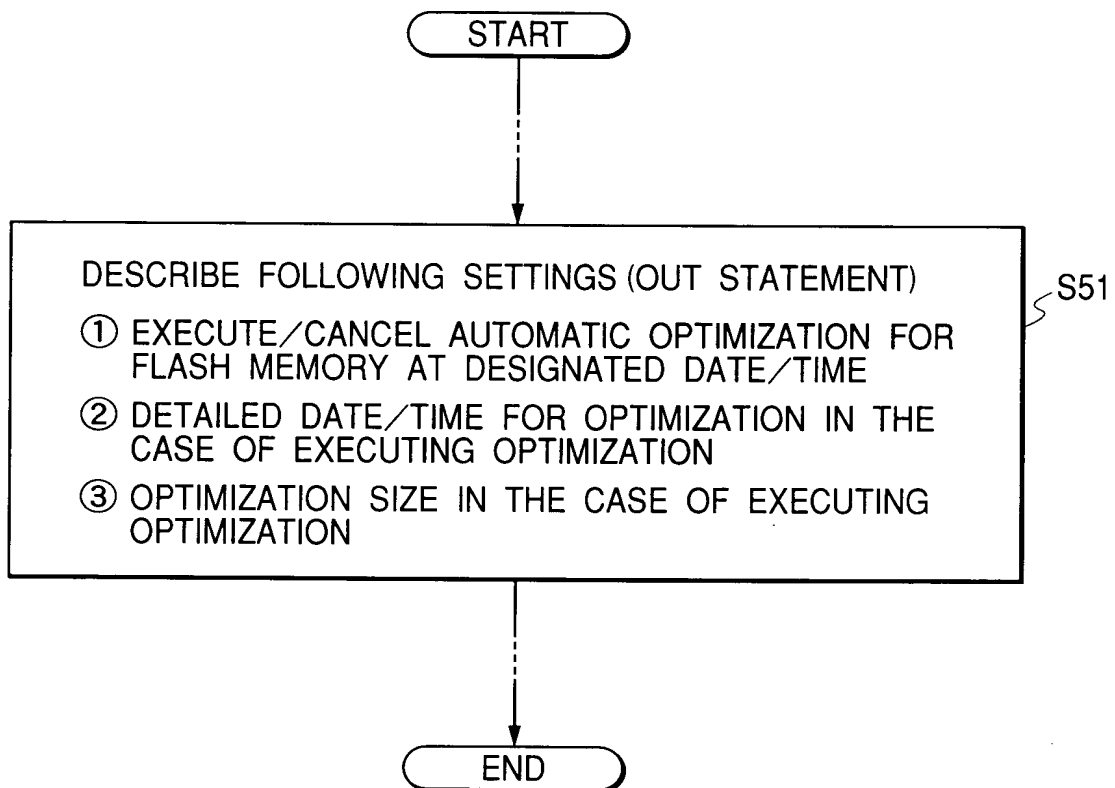 START
DESCRIBE FOLLOWING SETTINGS (OUT STATEMENT)
① EXECUTE/CANCEL AUTOMATIC OPTIMIZATION FOR
FLASH MEMORY AT DESIGNATED DATE/TIME
② DETAILED DATE/TIME FOR OPTIMIZATION IN THE
CASE OF EXECUTING OPTIMIZATION
③ OPTIMIZATION SIZE IN THE CASE OF EXECUTING
OPTIMIZATION
S51
END